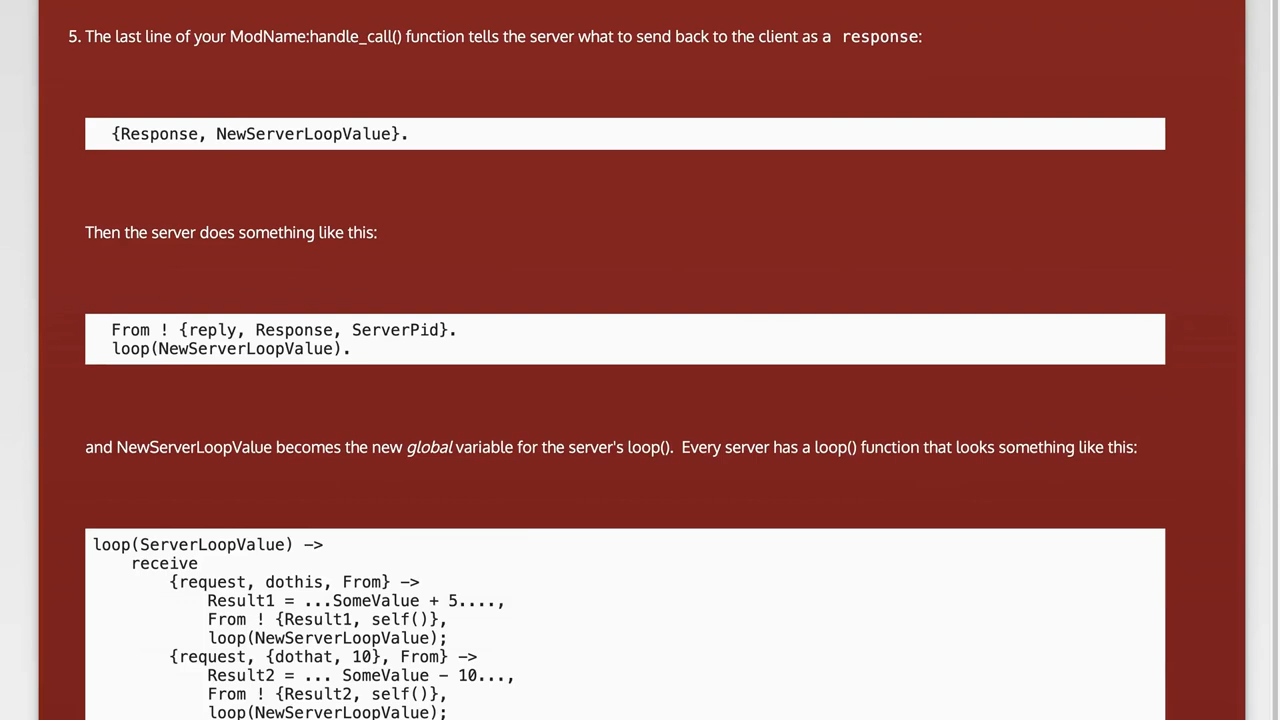 5. The last line of your ModName:handle_call() function tells the server what to send back to the client as a response:
{Response, NewServerLoopValue}.
Then the server does something like this:
From ! {reply, Response, ServerPid}.
loop(NewServerLoopValue).
and NewServerLoopValue becomes the new global variable for the server's loop().  Every server has a loop() function that looks something like this:
loop(ServerLoopValue) ->
    receive
        {request, dothis, From} ->
            Result1 = ...SomeValue + 5....,
            From ! {Result1, self()},
            loop(NewServerLoopValue);
        {request, {dothat, 10}, From} ->
            Result2 = ... SomeValue - 10...,
            From ! {Result2, self()},
            loop(NewServerLoopValue);